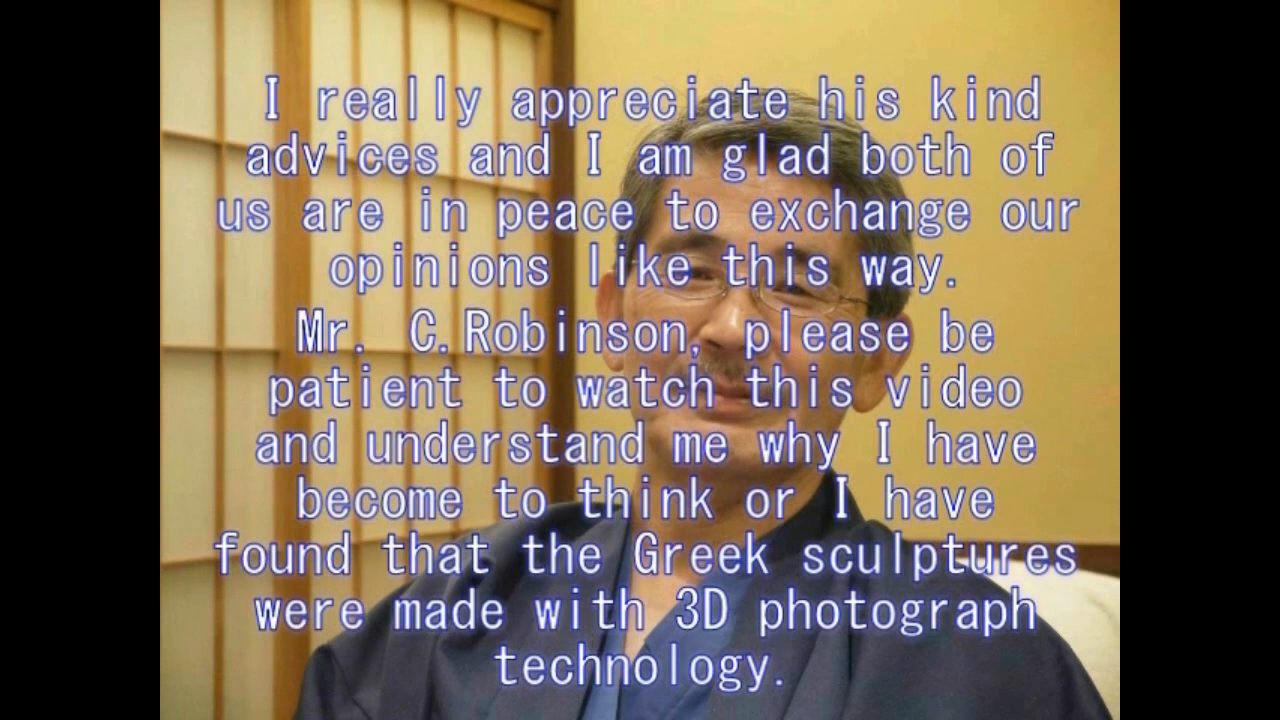 I really appreciate his kind
advices and I am glad both of
us are in peace to exchange our
opinions like this way.
Mr. C.Robinson, please be
patient to watch this video
and understand me why I have
become to think or I have
found that the Greek sculptures
were made with 3D photograph
technology.